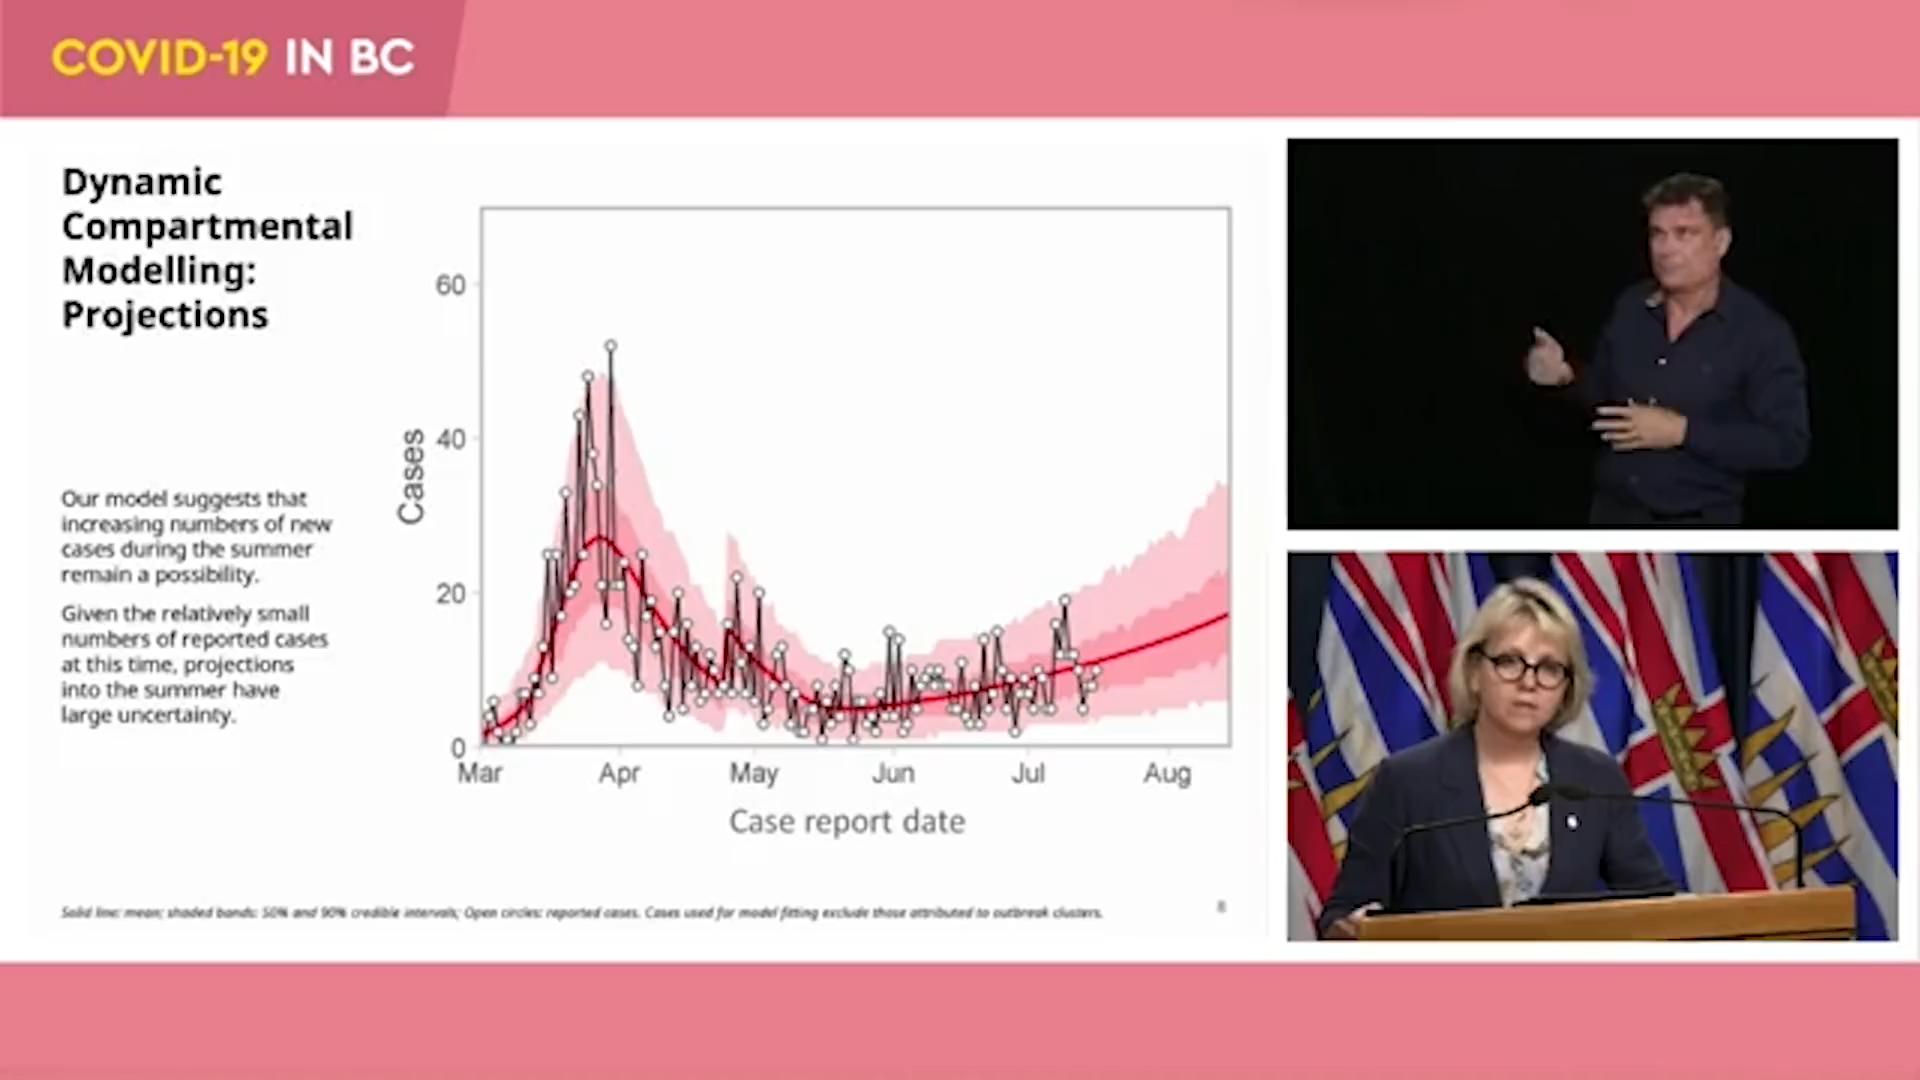 COVID-19 IN BC
Dynamic
Compartmental
Modelling:
Projections
Our model suggests that
increasing numbers of new
cases during the summer
remain a possibility.
Given the relatively small
numbers of reported cases
at this time, projections
into the summer have
large uncertainty.
Cases
60
40
20
0
Mar Apr May Jun Jul Aug
Case report date
Solid line: mean; shaded bands: 50% and 90% credible intervals; Open circles: reported cases. Cases used for model fitting exclude those attributed to outbreak clusters.
8